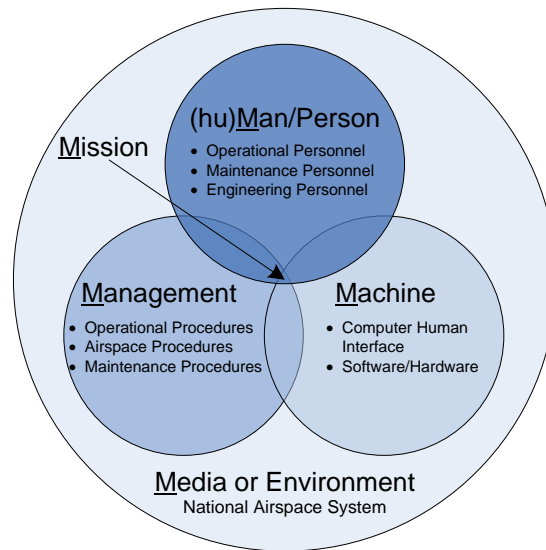 (hu)Man/Person
• Operational Personnel
• Maintenance Personnel
• Engineering Personnel
Mission
Management
• Operational Procedures
• Airspace Procedures
• Maintenance Procedures
Machine
• Computer Human
Interface
• Software/Hardware
Media or Environment
National Airspace System